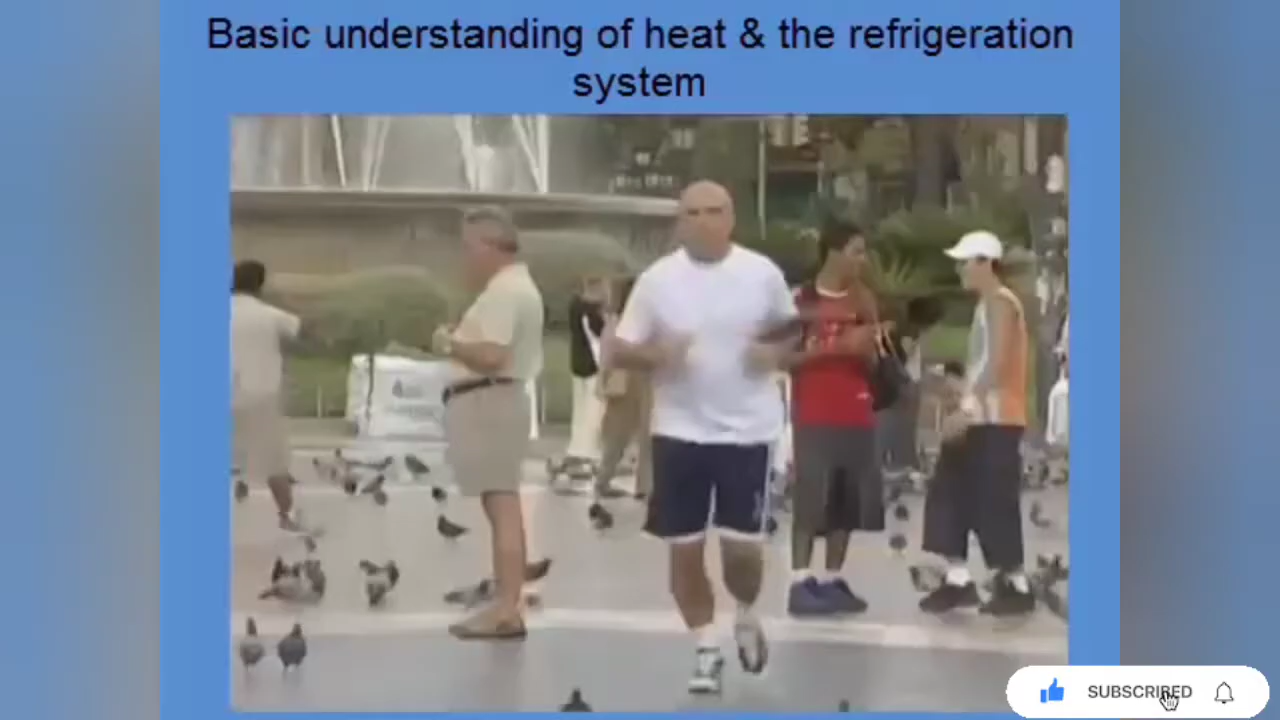 Basic understanding of heat & the refrigeration
system
SUBSCRIBED